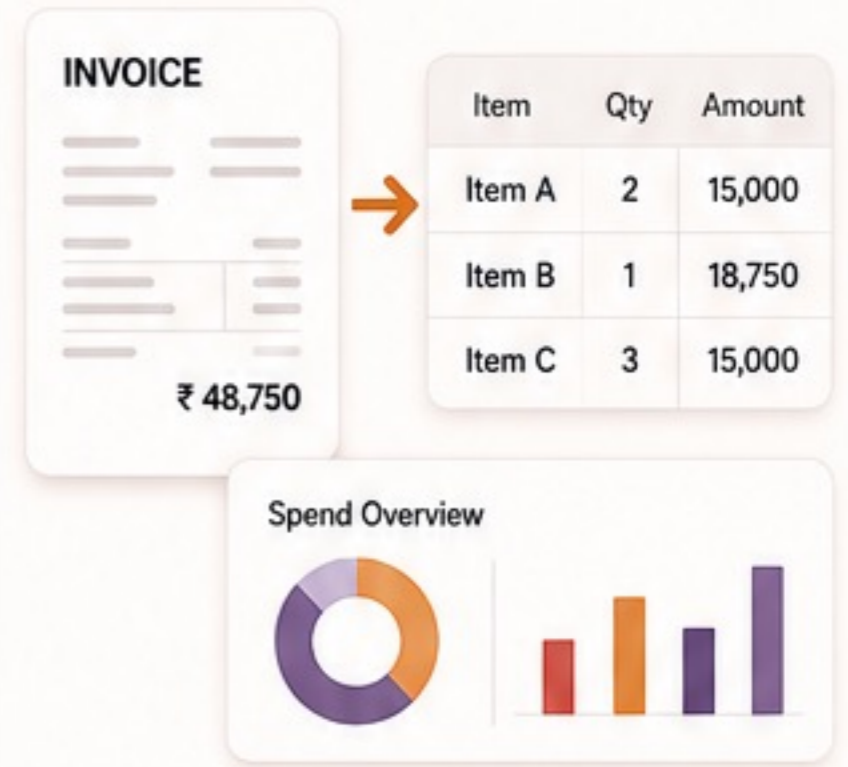 INVOICE
₹ 48,750
Item Qty Amount
Item A 2 15,000
Item B 1 18,750
Item C 3 15,000
Spend Overview